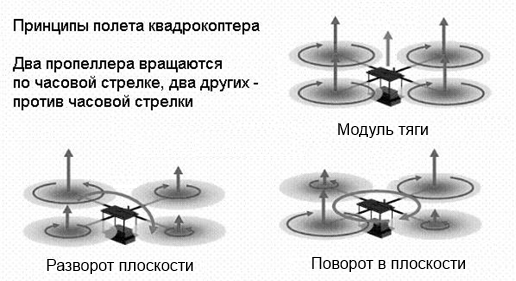 Принципы полета квадрокоптера
Два пропеллера вращаются
по часовой стрелке, два других -
против часовой стрелки
Модуль тяги
Разворот плоскости
Поворот в плоскости